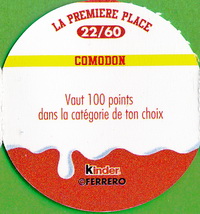 LA PREMIERE PLACE
22/60
COMODON
Vaut 100 points
dans la catégorie de ton choix
Kinder
©FERRERO